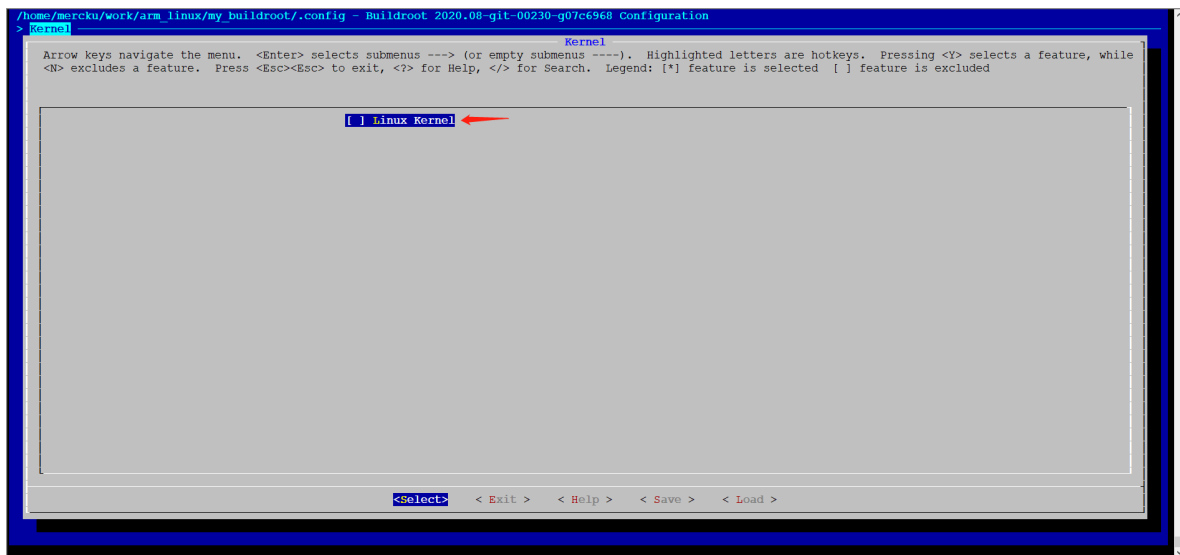 /home/mercku/work/arm_linux/my_buildroot/.config - Buildroot 2020.08-git-00230-g07c6968 Configuration
> Kernel
Kernel
Arrow keys navigate the menu. <Enter> selects submenus ---> (or empty submenus ----). Highlighted letters are hotkeys. Pressing <Y> selects a feature, while
<N> excludes a feature. Press <Esc><Esc> to exit, <?> for Help, </> for Search. Legend: [*] feature is selected [ ] feature is excluded
[ ] Linux Kernel
<Select> < Exit > < Help > < Save > < Load >